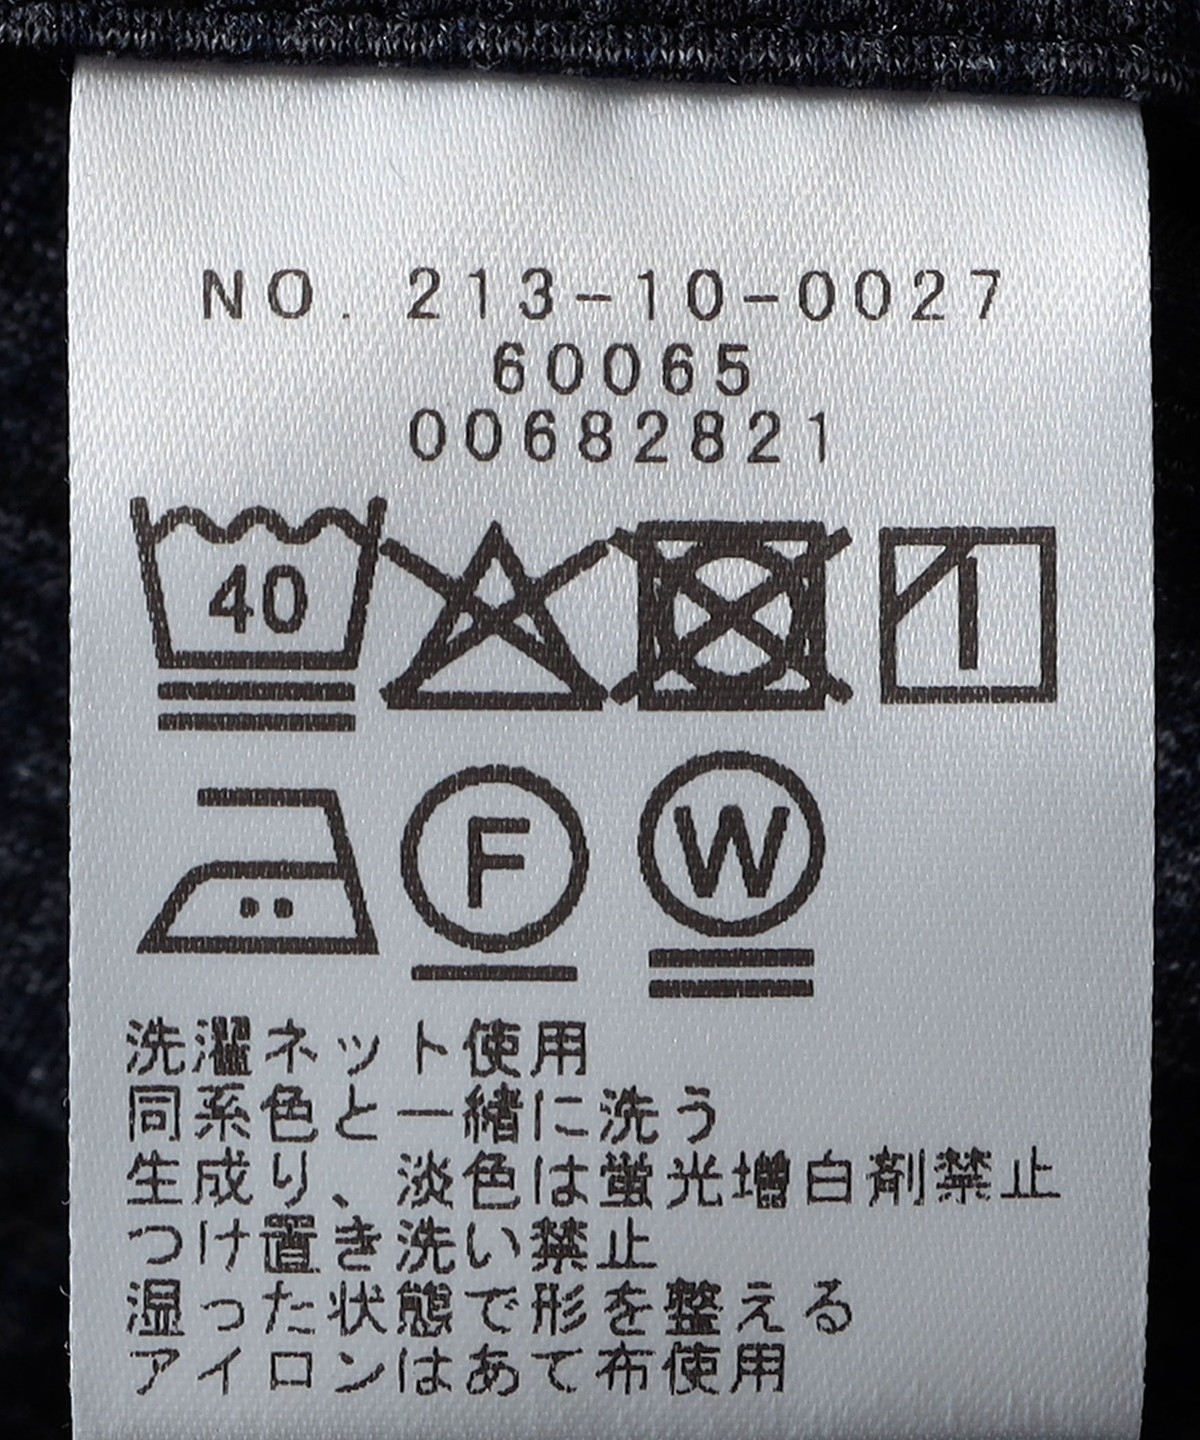 NO. 213-10-0027
60065
00682821
40
F
W
洗濯ネット使用
同系色と一緒に洗う
生成り、淡色は蛍光増白剤禁止
つけ置き洗い禁止
湿った状態で形を整える
アイロンはあて布使用